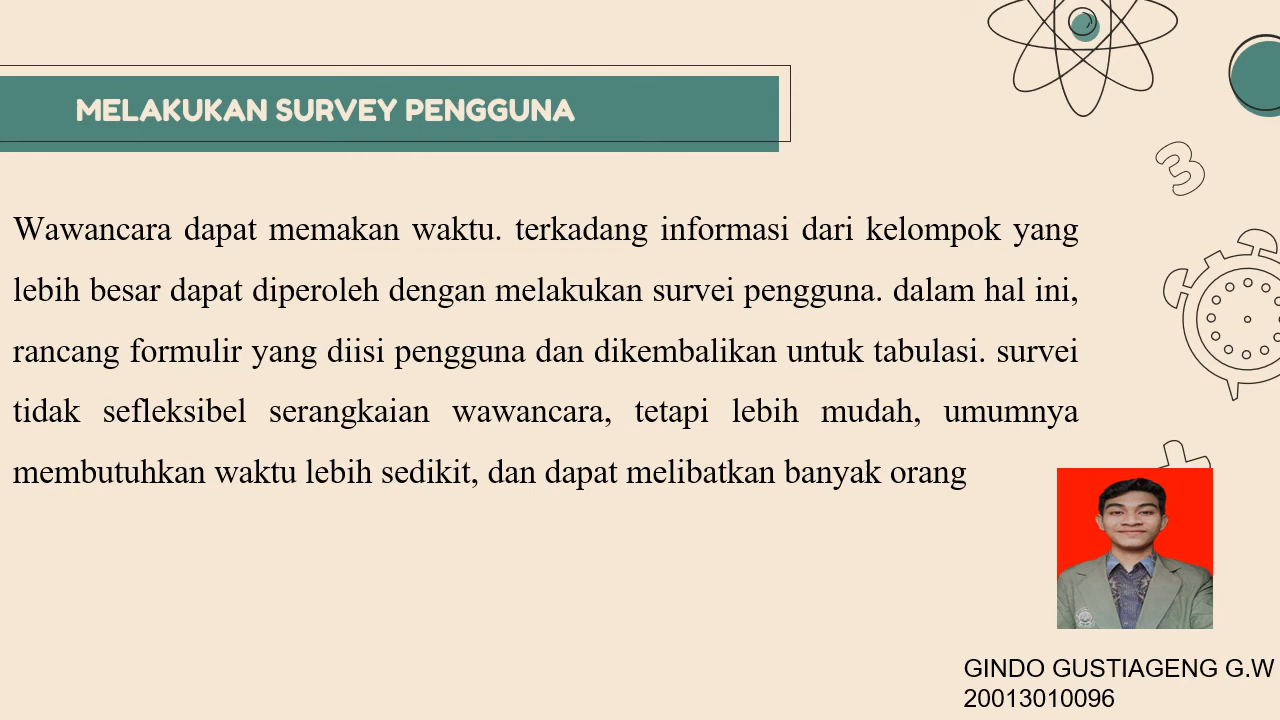 MELAKUKAN SURVEY PENGGUNA
3
Wawancara dapat memakan waktu. terkadang informasi dari kelompok yang
lebih besar dapat diperoleh dengan melakukan survei pengguna. dalam hal ini,
rancang formulir yang diisi pengguna dan dikembalikan untuk tabulasi. survei
tidak sefleksibel serangkaian wawancara, tetapi lebih mudah, umumnya
membutuhkan waktu lebih sedikit, dan dapat melibatkan banyak orang
GINDO GUSTIAGENG G.W
20013010096